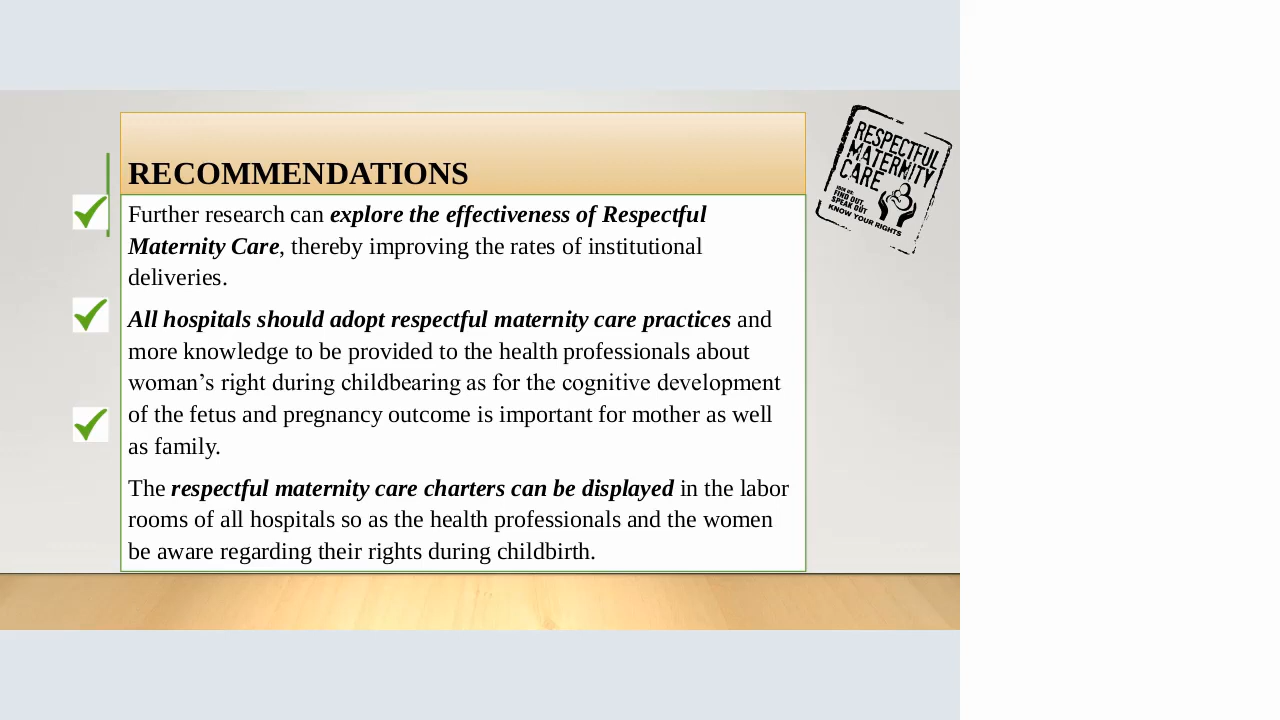 RECOMMENDATIONS
Further research can explore the effectiveness of Respectful
Maternity Care, thereby improving the rates of institutional
deliveries.
All hospitals should adopt respectful maternity care practices and
more knowledge to be provided to the health professionals about
woman’s right during childbearing as for the cognitive development
of the fetus and pregnancy outcome is important for mother as well
as family.
The respectful maternity care charters can be displayed in the labor
rooms of all hospitals so as the health professionals and the women
be aware regarding their rights during childbirth.
RESPECTFUL
MATERNITY
CARE
JOIN US
FIND OUT
SPEAK OUT
KNOW YOUR RIGHTS